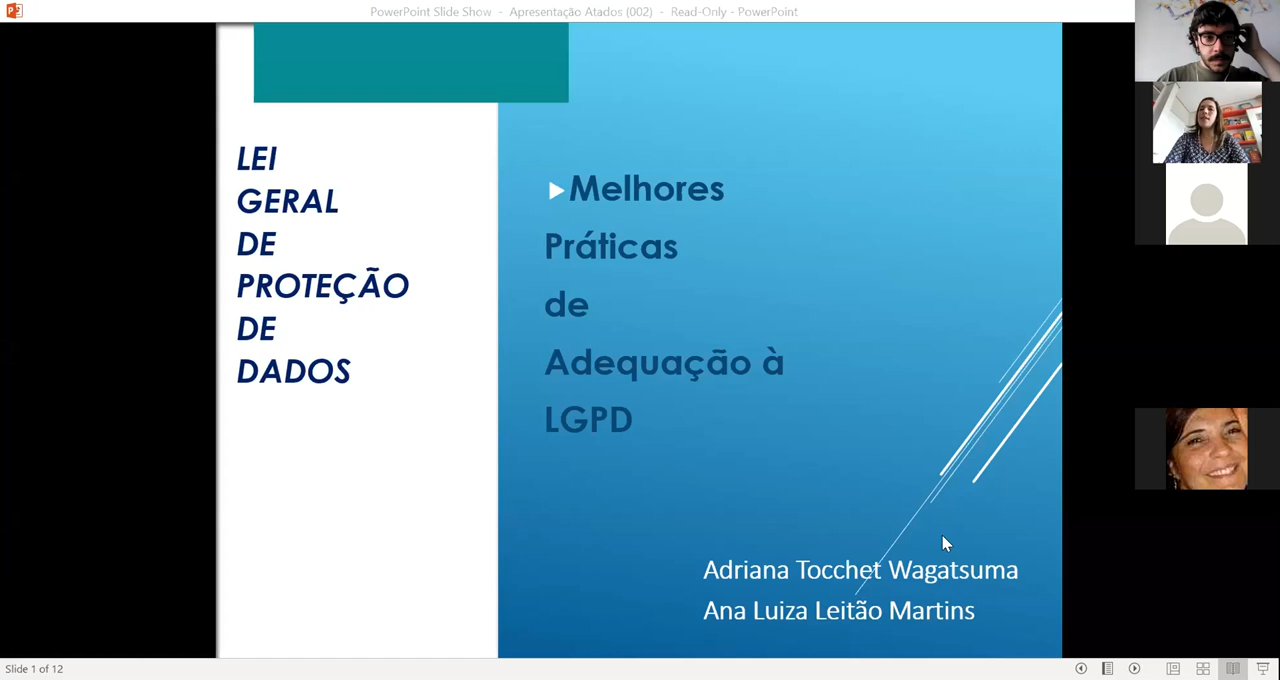 PowerPoint Slide Show - Apresentação Atados (002) - Read-Only - PowerPoint
LEI
GERAL
DE
PROTEÇÃO
DE
DADOS
Melhores
Práticas
de
Adequação à
LGPD
Adriana Tocchet Wagatsuma
Ana Luiza Leitão Martins
Slide 1 of 12